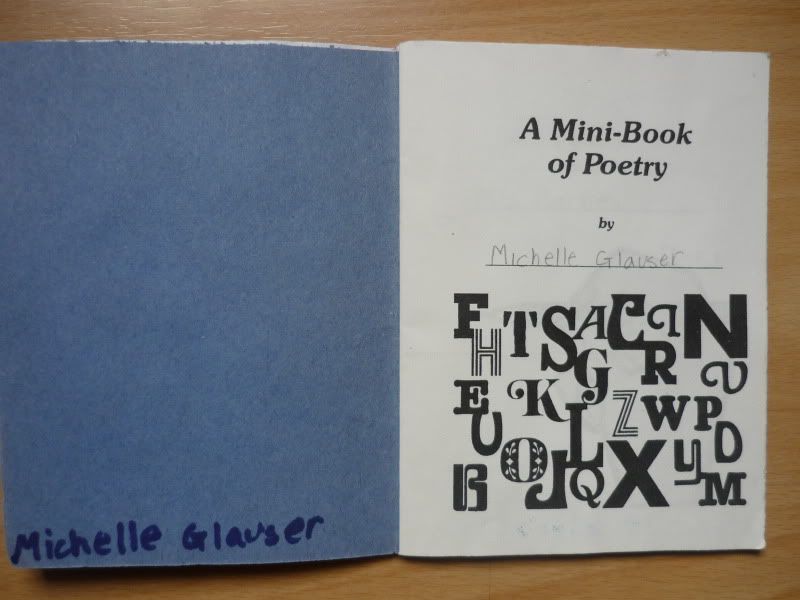 Michelle Glauser
A Mini-Book
of Poetry
by
Michelle Glauser
F T S A C I N
H G R V
E K L Z W P D
U
B O J Q X Y M